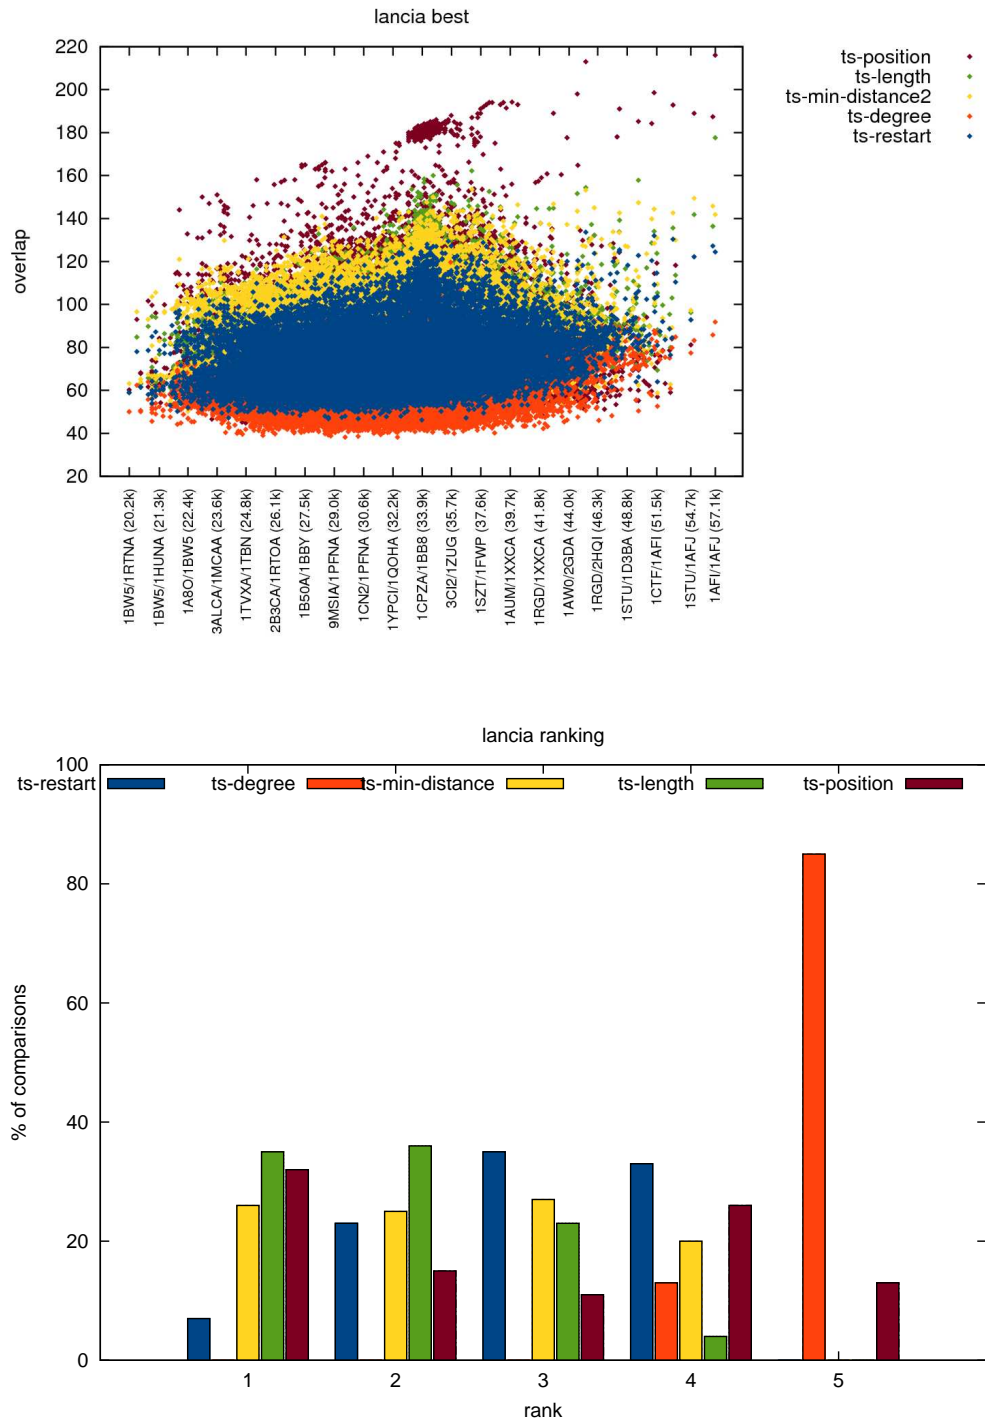 lancia best
220
200
180
160
140
120
100
80
60
40
20
overlap
ts-position
ts-length
ts-min-distance2
ts-degree
ts-restart
1BW5/1RTNA (20.2k)
1BW5/1HUNA (21.3k)
1A8O/1BW5 (22.4k)
3ALCA/1MCAA (23.6k)
1TVXA/1TBN (24.8k)
2B3CA/1RTOA (26.1k)
1B50A/1BBY (27.5k)
9MSIA/1PFNA (29.0k)
1CN2/1PFNA (30.6k)
1YPCI/1QOHA (32.2k)
1CPZA/1BB8 (33.9k)
3CI2/1ZUG (35.7k)
1SZT/1FWP (37.6k)
1AUM/1XXCA (39.7k)
1RGD/1XXCA (41.8k)
1AW0/2GDA (44.0k)
1RGD/2HQI (46.3k)
1STU/1D3BA (48.8k)
1CTF/1AFI (51.5k)
1STU/1AFJ (54.7k)
1AFI/1AFJ (57.1k)
lancia ranking
100
80
60
40
20
0
% of comparisons
ts-restart
ts-degree
ts-min-distance
ts-length
ts-position
1
2
3
4
5
rank